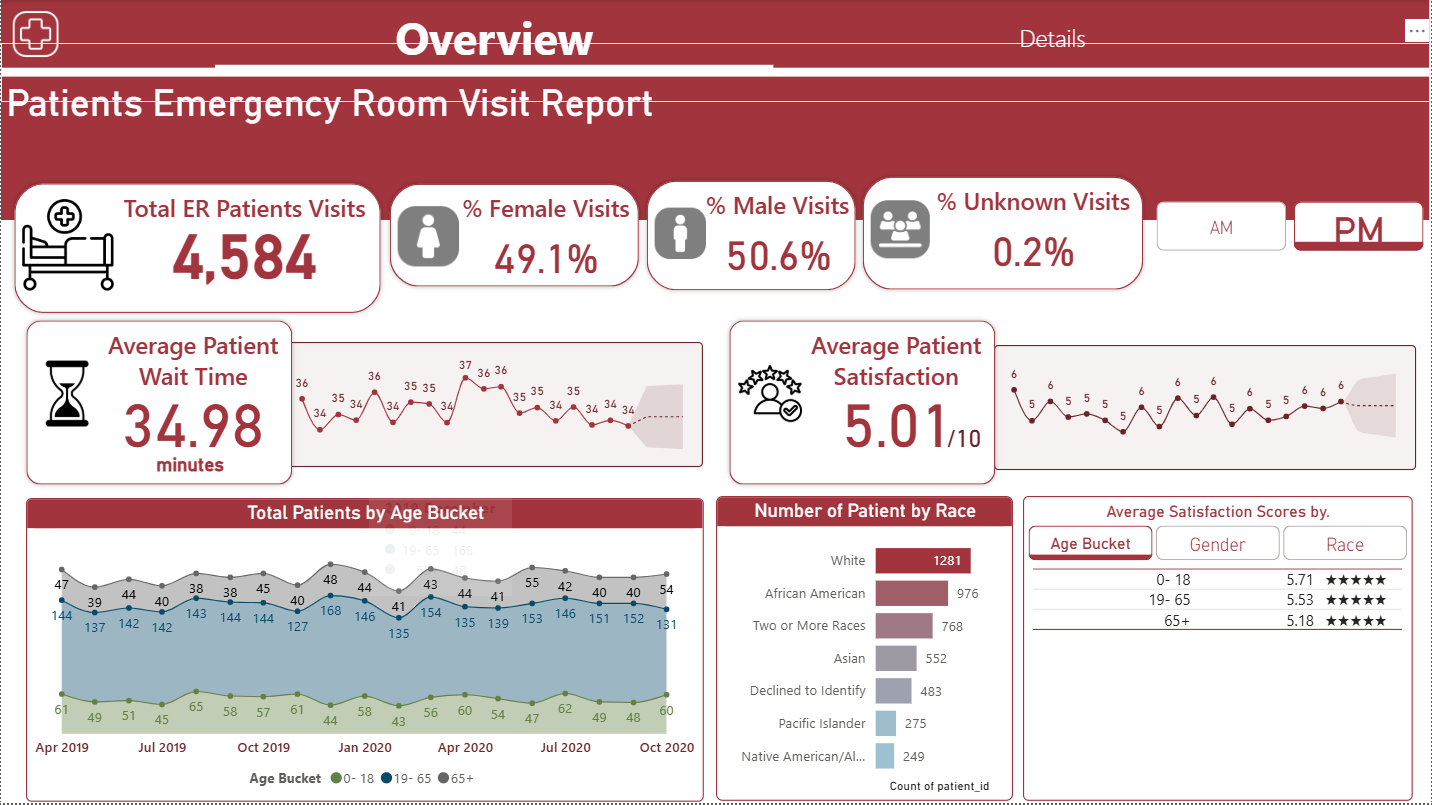 Overview
Details
...
Patients Emergency Room Visit Report
Total ER Patients Visits
4,584
% Female Visits
49.1%
% Male Visits
50.6%
% Unknown Visits
0.2%
AM
PM
Average Patient
Wait Time
34.98
minutes
36 34 35 34 36 34 35 35 34 37 36 36 35 35 34 35 34 34 34
Average Patient
Satisfaction
5.01/10
6 5 6 5 5 5 5 6 5 6 5 6 5 6 5 5 6 6 6
Total Patients by Age Bucket
0- 18 44
19- 65 168
47 39 44 40 38 38 45 40 48 44 41 43 44 41 55 42 40 40 54
144 137 142 142 143 144 144 127 168 146 135 154 135 139 153 146 151 152 131
61 49 51 45 65 58 57 61 44 58 43 56 60 54 47 62 49 48 60
Apr 2019 Jul 2019 Oct 2019 Jan 2020 Apr 2020 Jul 2020 Oct 2020
Age Bucket 0- 18 19- 65 65+
Number of Patient by Race
White 1281
African American 976
Two or More Races 768
Asian 552
Declined to Identify 483
Pacific Islander 275
Native American/Al... 249
Count of patient_id
Average Satisfaction Scores by.
Age Bucket
Gender
Race
0- 18 5.71 ★★★★★
19- 65 5.53 ★★★★★
65+ 5.18 ★★★★★